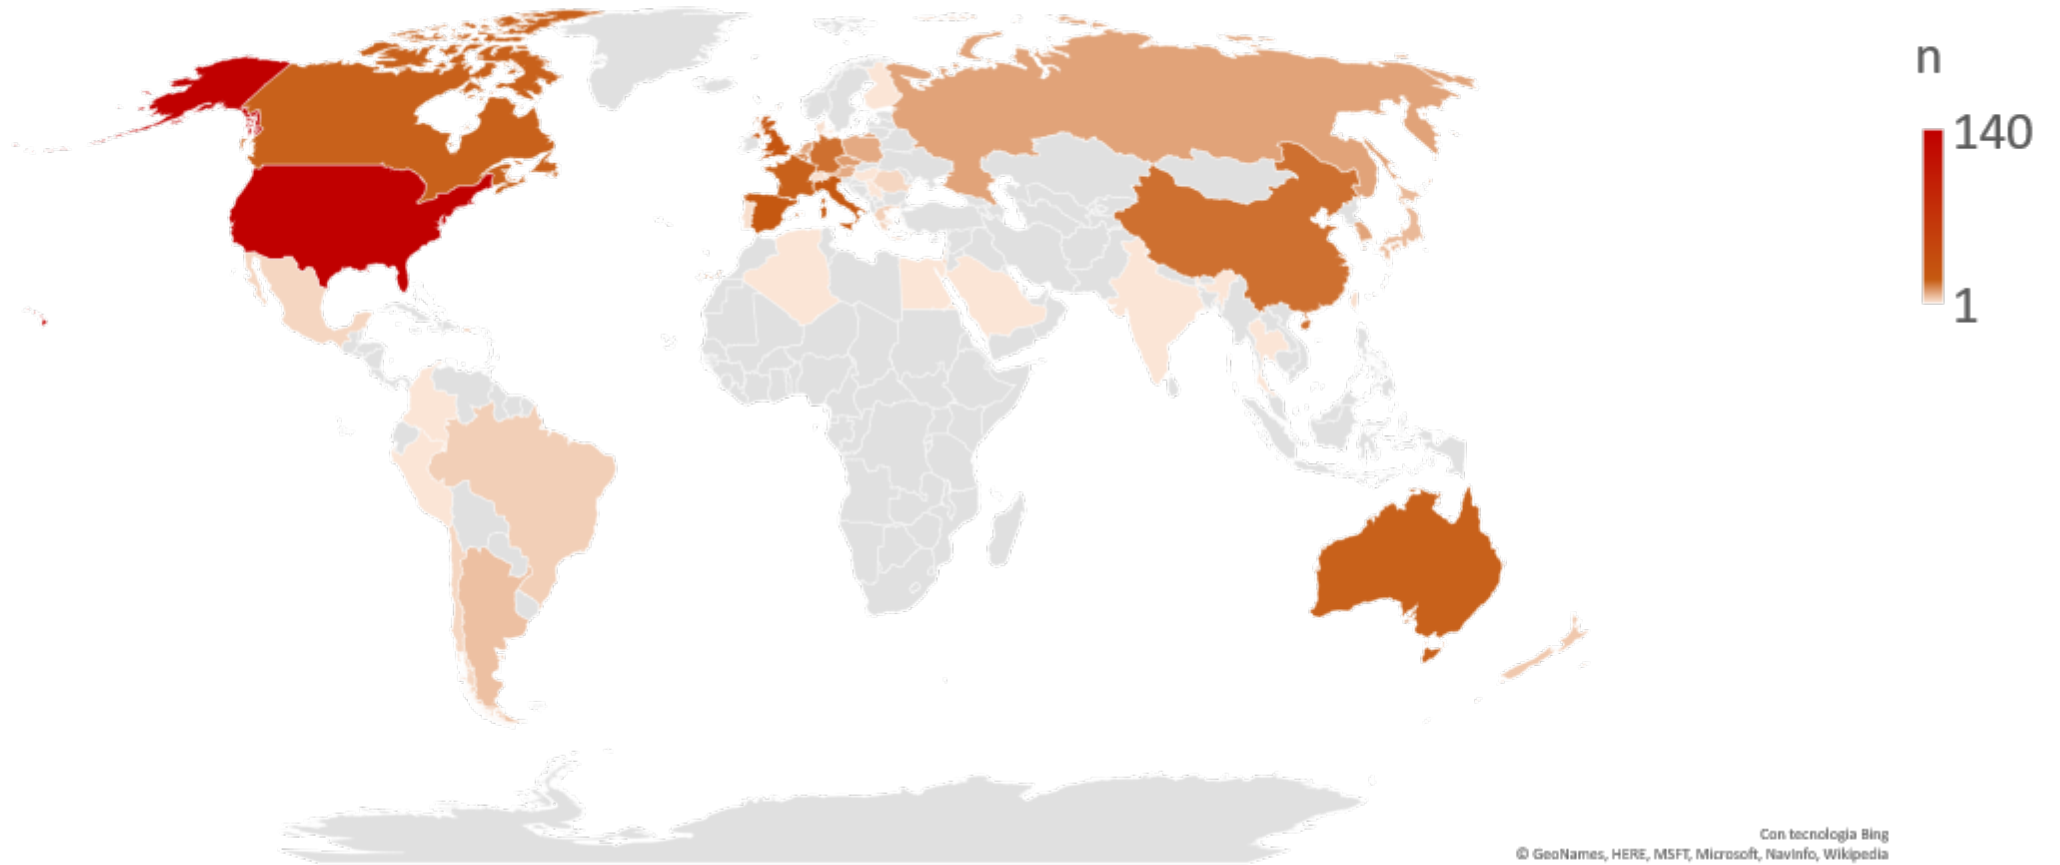 n
140
1
Con tecnologia Bing
© GeoNames, HERE, MSFT, Microsoft, NavInfo, Wikipedia